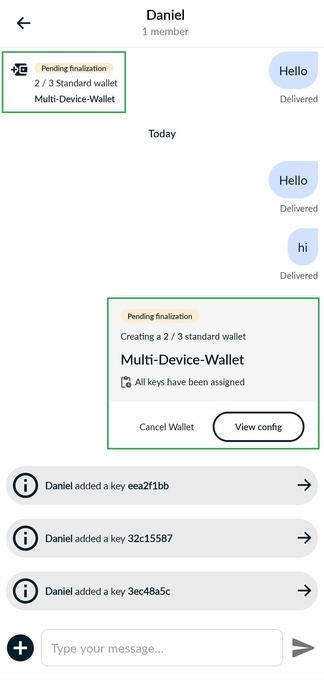 Daniel
1 member
Pending finalization
2 / 3 Standard wallet
Multi-Device-Wallet
Hello
Delivered
Today
Hello
Delivered
hi
Delivered
Pending finalization
Creating a 2 / 3 standard wallet
Multi-Device-Wallet
All keys have been assigned
Cancel Wallet
View config
Daniel added a key eea2f1bb
Daniel added a key 32c15587
Daniel added a key 3ec48a5c
Type your message...